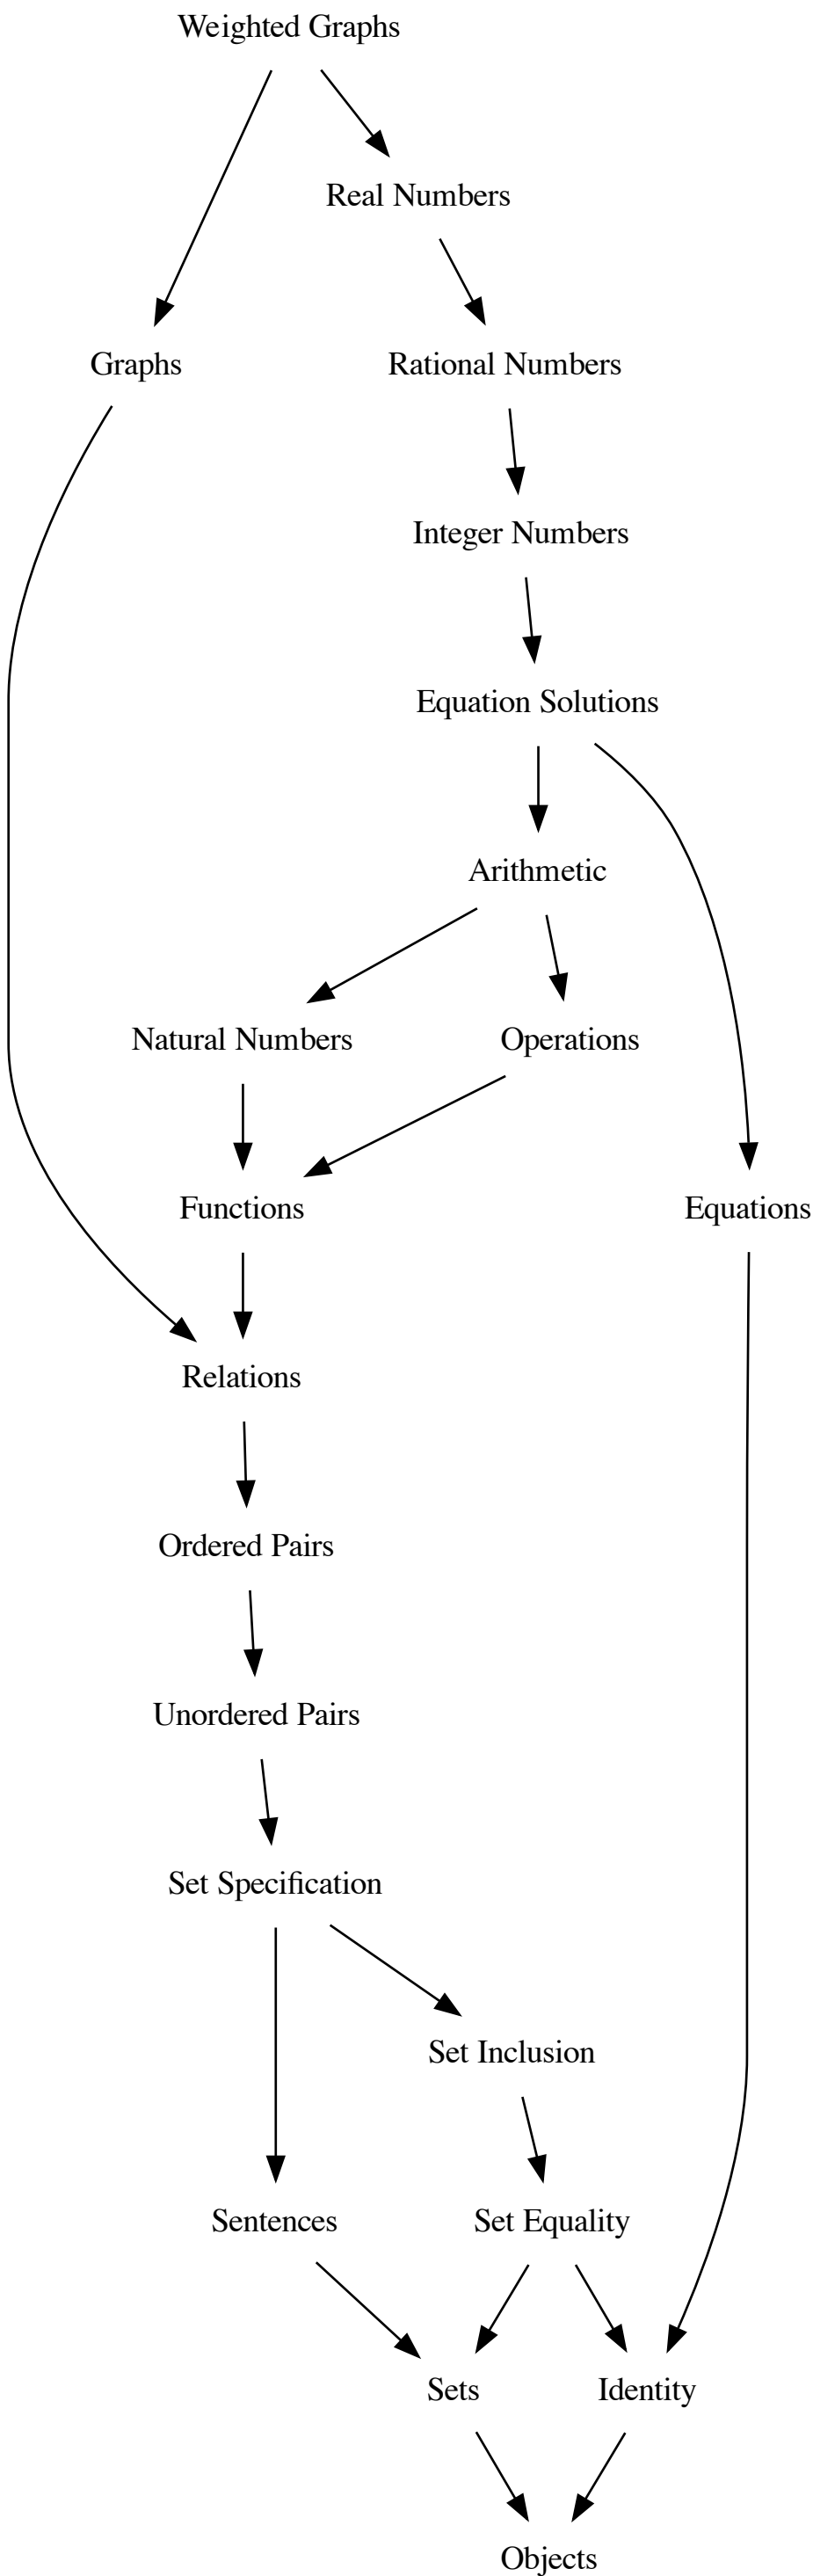 Weighted Graphs
Real Numbers
Graphs
Rational Numbers
Integer Numbers
Equation Solutions
Arithmetic
Natural Numbers
Operations
Functions
Equations
Relations
Ordered Pairs
Unordered Pairs
Set Specification
Set Inclusion
Sentences
Set Equality
Sets
Identity
Objects